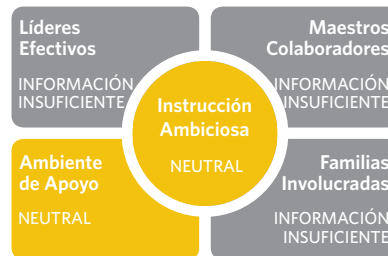 Líderes
Efectivos
INFORMACIÓN
INSUFICIENTE
Maestros
Colaboradores
INFORMACIÓN
INSUFICIENTE
Instrucción
Ambiciosa
NEUTRAL
Ambiente
de Apoyo
NEUTRAL
Familias
Involucradas
INFORMACIÓN
INSUFICIENTE